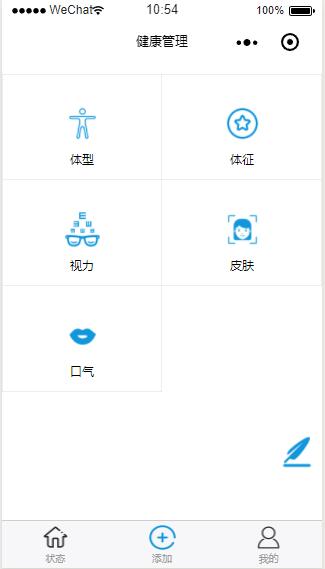 WeChat 10:54 100%
健康管理
体型 体征
视力 皮肤
口气
状态 添加 我的